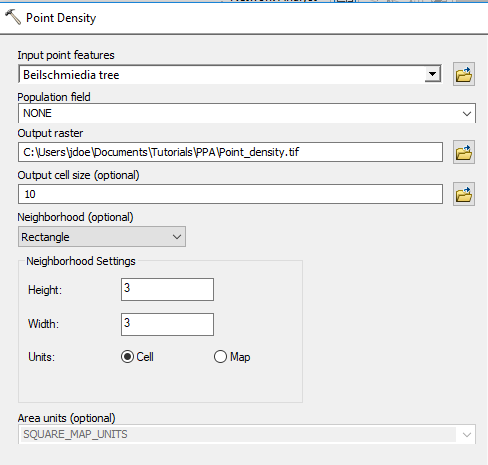 Point Density
Input point features
Beilschmiedia tree
Population field
NONE
Output raster
C:\Users\jdoe\Documents\Tutorials\PPA\Point_density.tif
Output cell size (optional)
10
Neighborhood (optional)
Rectangle
Neighborhood Settings
Height: 3
Width: 3
Units: Cell Map
Area units (optional)
SQUARE_MAP_UNITS